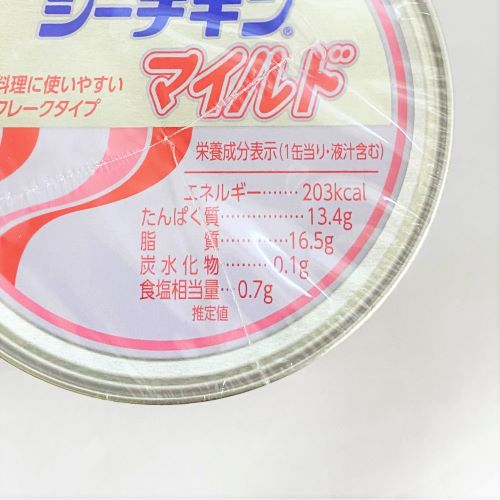 シーチキン®
マイルド
料理に使いやすい
フレークタイプ
栄養成分表示(1缶当り・液汁含む)
エネルギー……203kcal
たんぱく質……………13.4g
脂　質…………16.5g
炭水化物………0.1g
食塩相当量…0.7g
推定値